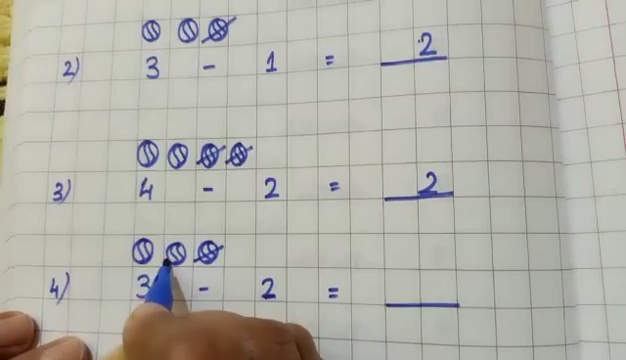 2) 3 - 1 = 2
3) 4 - 2 = 2
4) 3 - 2 =